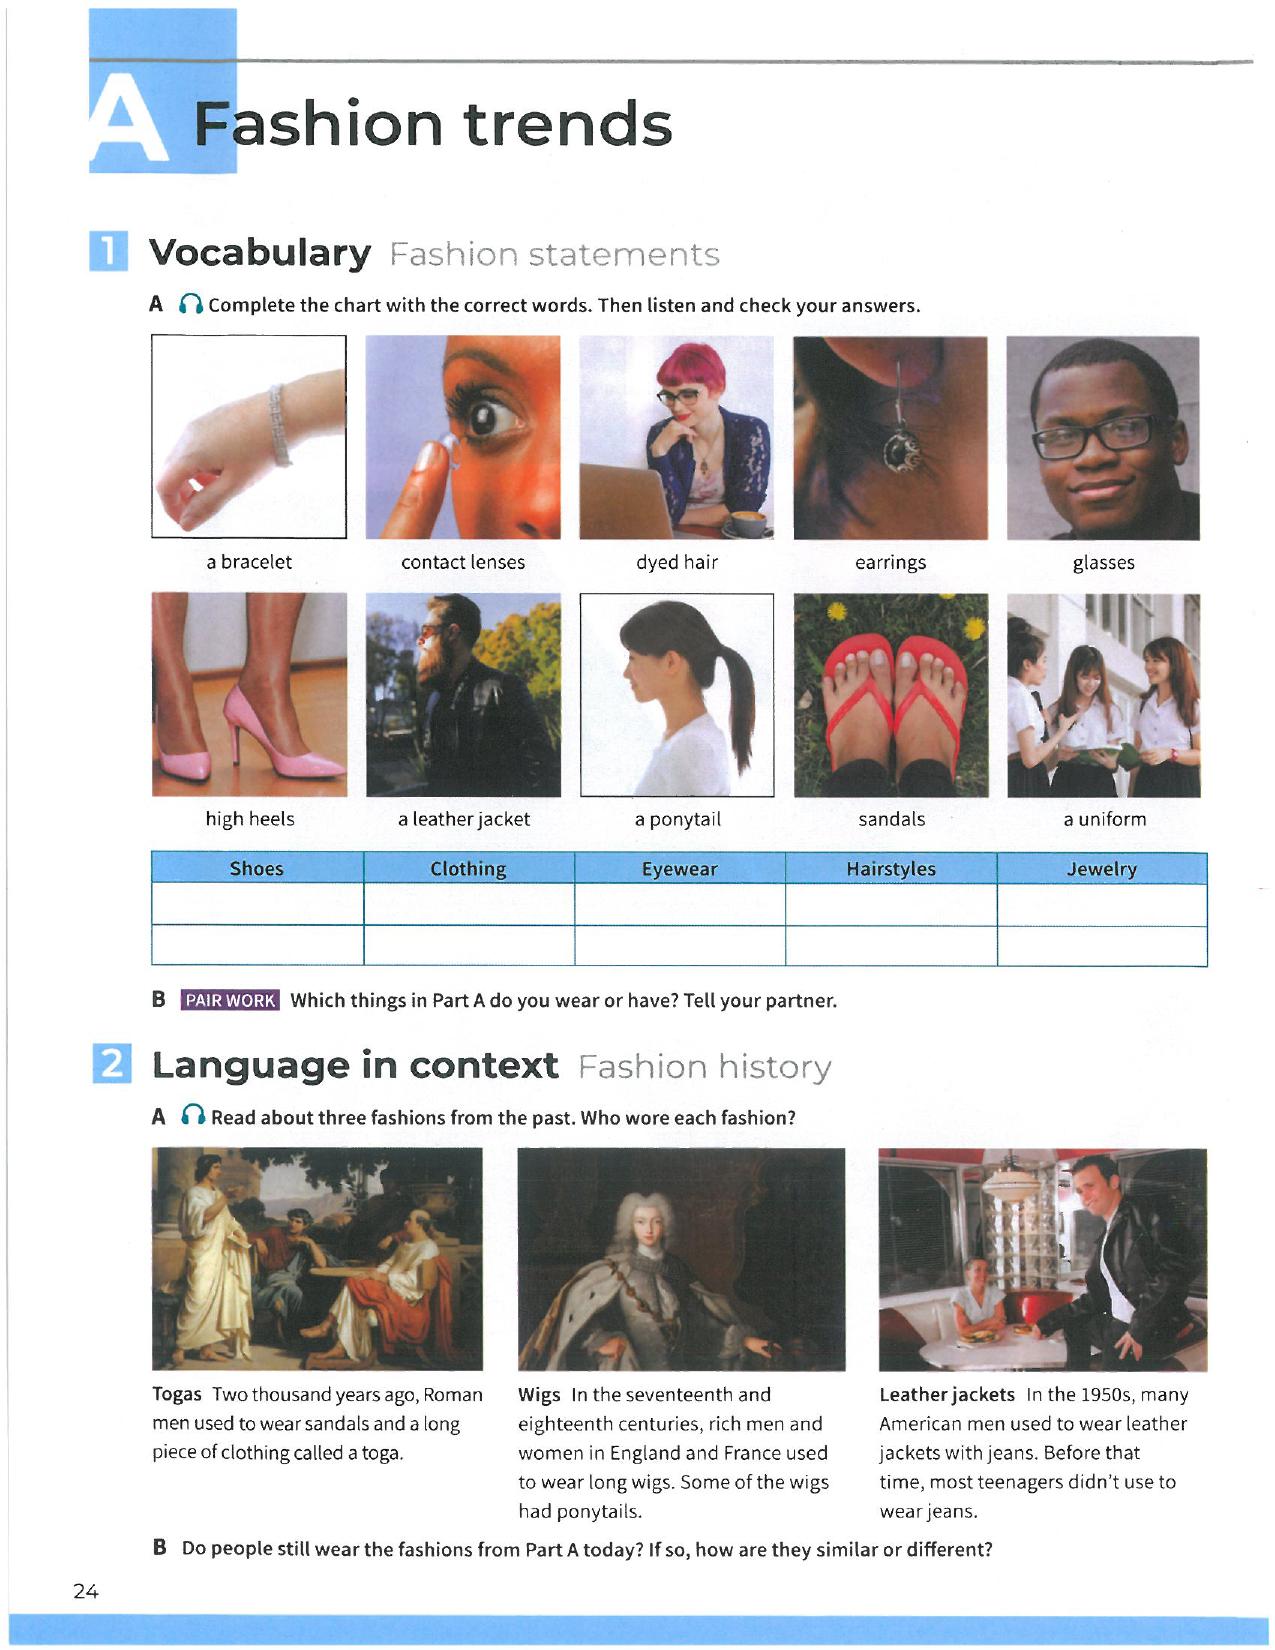 A Fashion trends
1 Vocabulary Fashion statements
A Complete the chart with the correct words. Then listen and check your answers.
a bracelet contact lenses dyed hair earrings glasses
high heels a leather jacket a ponytail sandals a uniform
Shoes Clothing Eyewear Hairstyles Jewelry
B PAIR WORK Which things in Part A do you wear or have? Tell your partner.
2 Language in context Fashion history
A Read about three fashions from the past. Who wore each fashion?
Togas Two thousand years ago, Roman
men used to wear sandals and a long
piece of clothing called a toga.
Wigs In the seventeenth and
eighteenth centuries, rich men and
women in England and France used
to wear long wigs. Some of the wigs
had ponytails.
Leather jackets In the 1950s, many
American men used to wear leather
jackets with jeans. Before that
time, most teenagers didn't use to
wear jeans.
B Do people still wear the fashions from Part A today? If so, how are they similar or different?
24